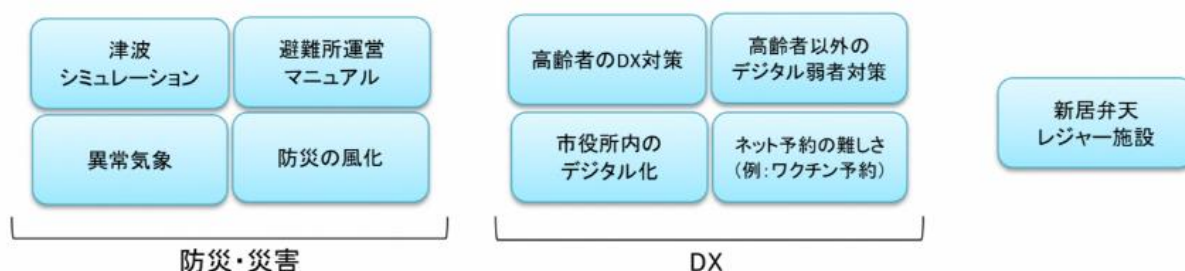 津波
シミュレーション
避難所運営
マニュアル
異常気象
防災の風化
防災・災害
高齢者のDX対策
高齢者以外の
デジタル弱者対策
市役所内の
デジタル化
ネット予約の難しさ
(例:ワクチン予約)
DX
新居弁天
レジャー施設